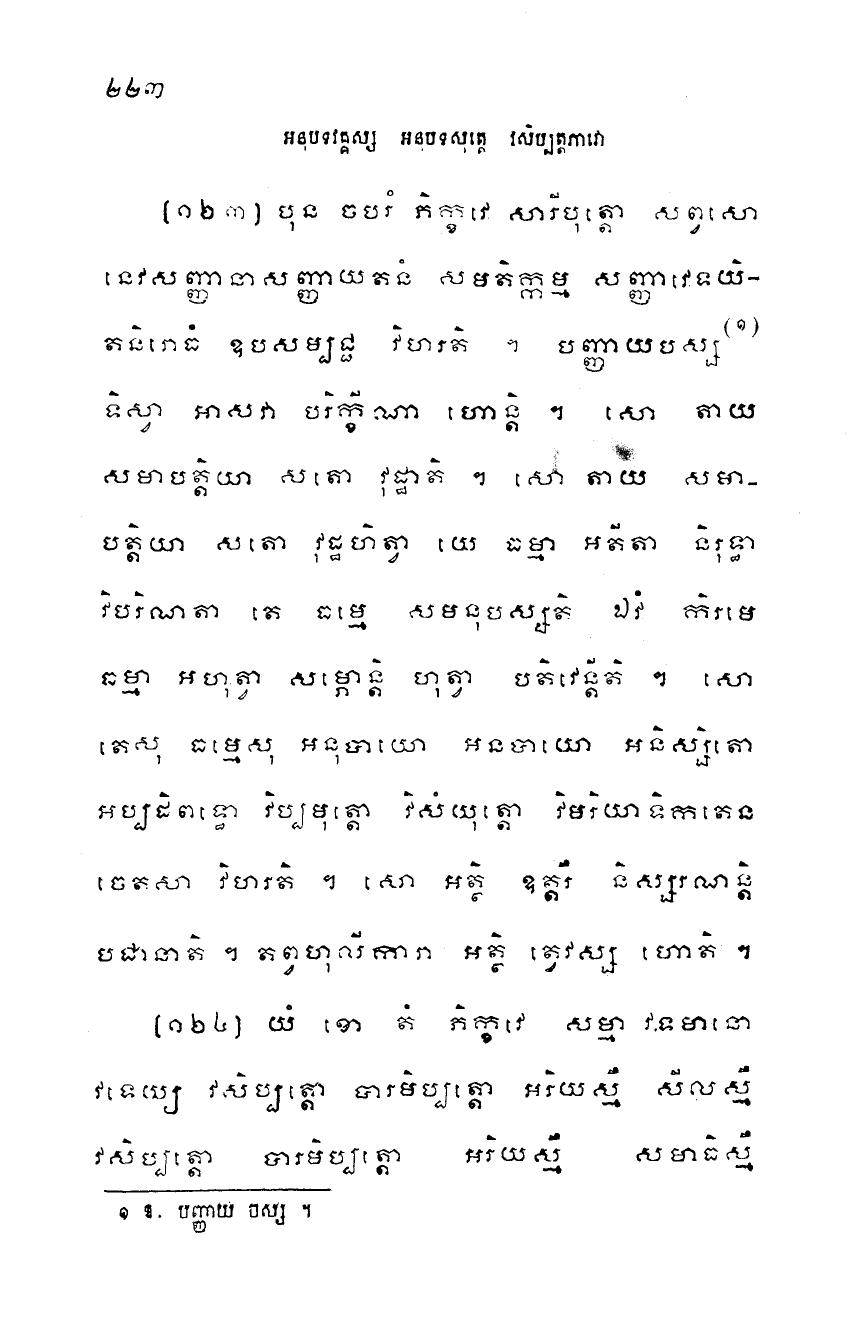 ២២៣
អនុបទវគ្គស្ស អនុបទសុត្តេ វសិប្បត្តភាវោ
[១២៣] បុន ចបរំ ភិក្ខវេ សារីបុត្តោ សព្វសោ
នេវសញ្ញានាសញ្ញាយតនំ សមតិក្កម្ម សញ្ញាវេទយិ-
តនិរោធំ ឧបសម្បជ្ជ វិហរតិ ។ បញ្ញាយបស្ស(១)
ទិស្វា អាសវា បរិក្ខីណា ហោន្តិ ។ សោ តាយ
សមាបត្តិយា សតោ វុដ្ឋាតិ ។ សោ តាយ សមា-
បត្តិយា សតោ វុដ្ឋហិត្វា យេ ធម្មា អតីតា និរុទ្ធា
វិបរិណតា តេ ធម្មេ សមនុបស្សតិ ឯវំ កិរមេ
ធម្មា អហុត្វា សម្ភោន្តិ ហុត្វា បតិវេន្តីតិ ។ សោ
តេសុ ធម្មេសុ អនុបាយោ អនបាយោ អនិស្សិតោ
អប្បដិពទ្ធោ វិប្បមុត្តោ វិសំយុត្តោ វិមរិយាទិកតេន
ចេតសា វិហរតិ ។ សោ អត្ថិ ឧត្តរឹ និស្សរណន្តិ
បជានាតិ ។ តព្វហុលីការា អត្ថិ ត្វេវស្ស ហោតិ ។
[១២៤] យំ ខោ តំ ភិក្ខវេ សម្មា វទមានោ
វទេយ្យ វសិប្បត្តោ បារមិប្បត្តោ អរិយស្មឹ សីលស្មឹ
វសិប្បត្តោ បារមិប្បត្តោ អរិយស្មឹ សមាធិស្មឹ
១ ឱ. បញ្ញាយ ចស្ស ។